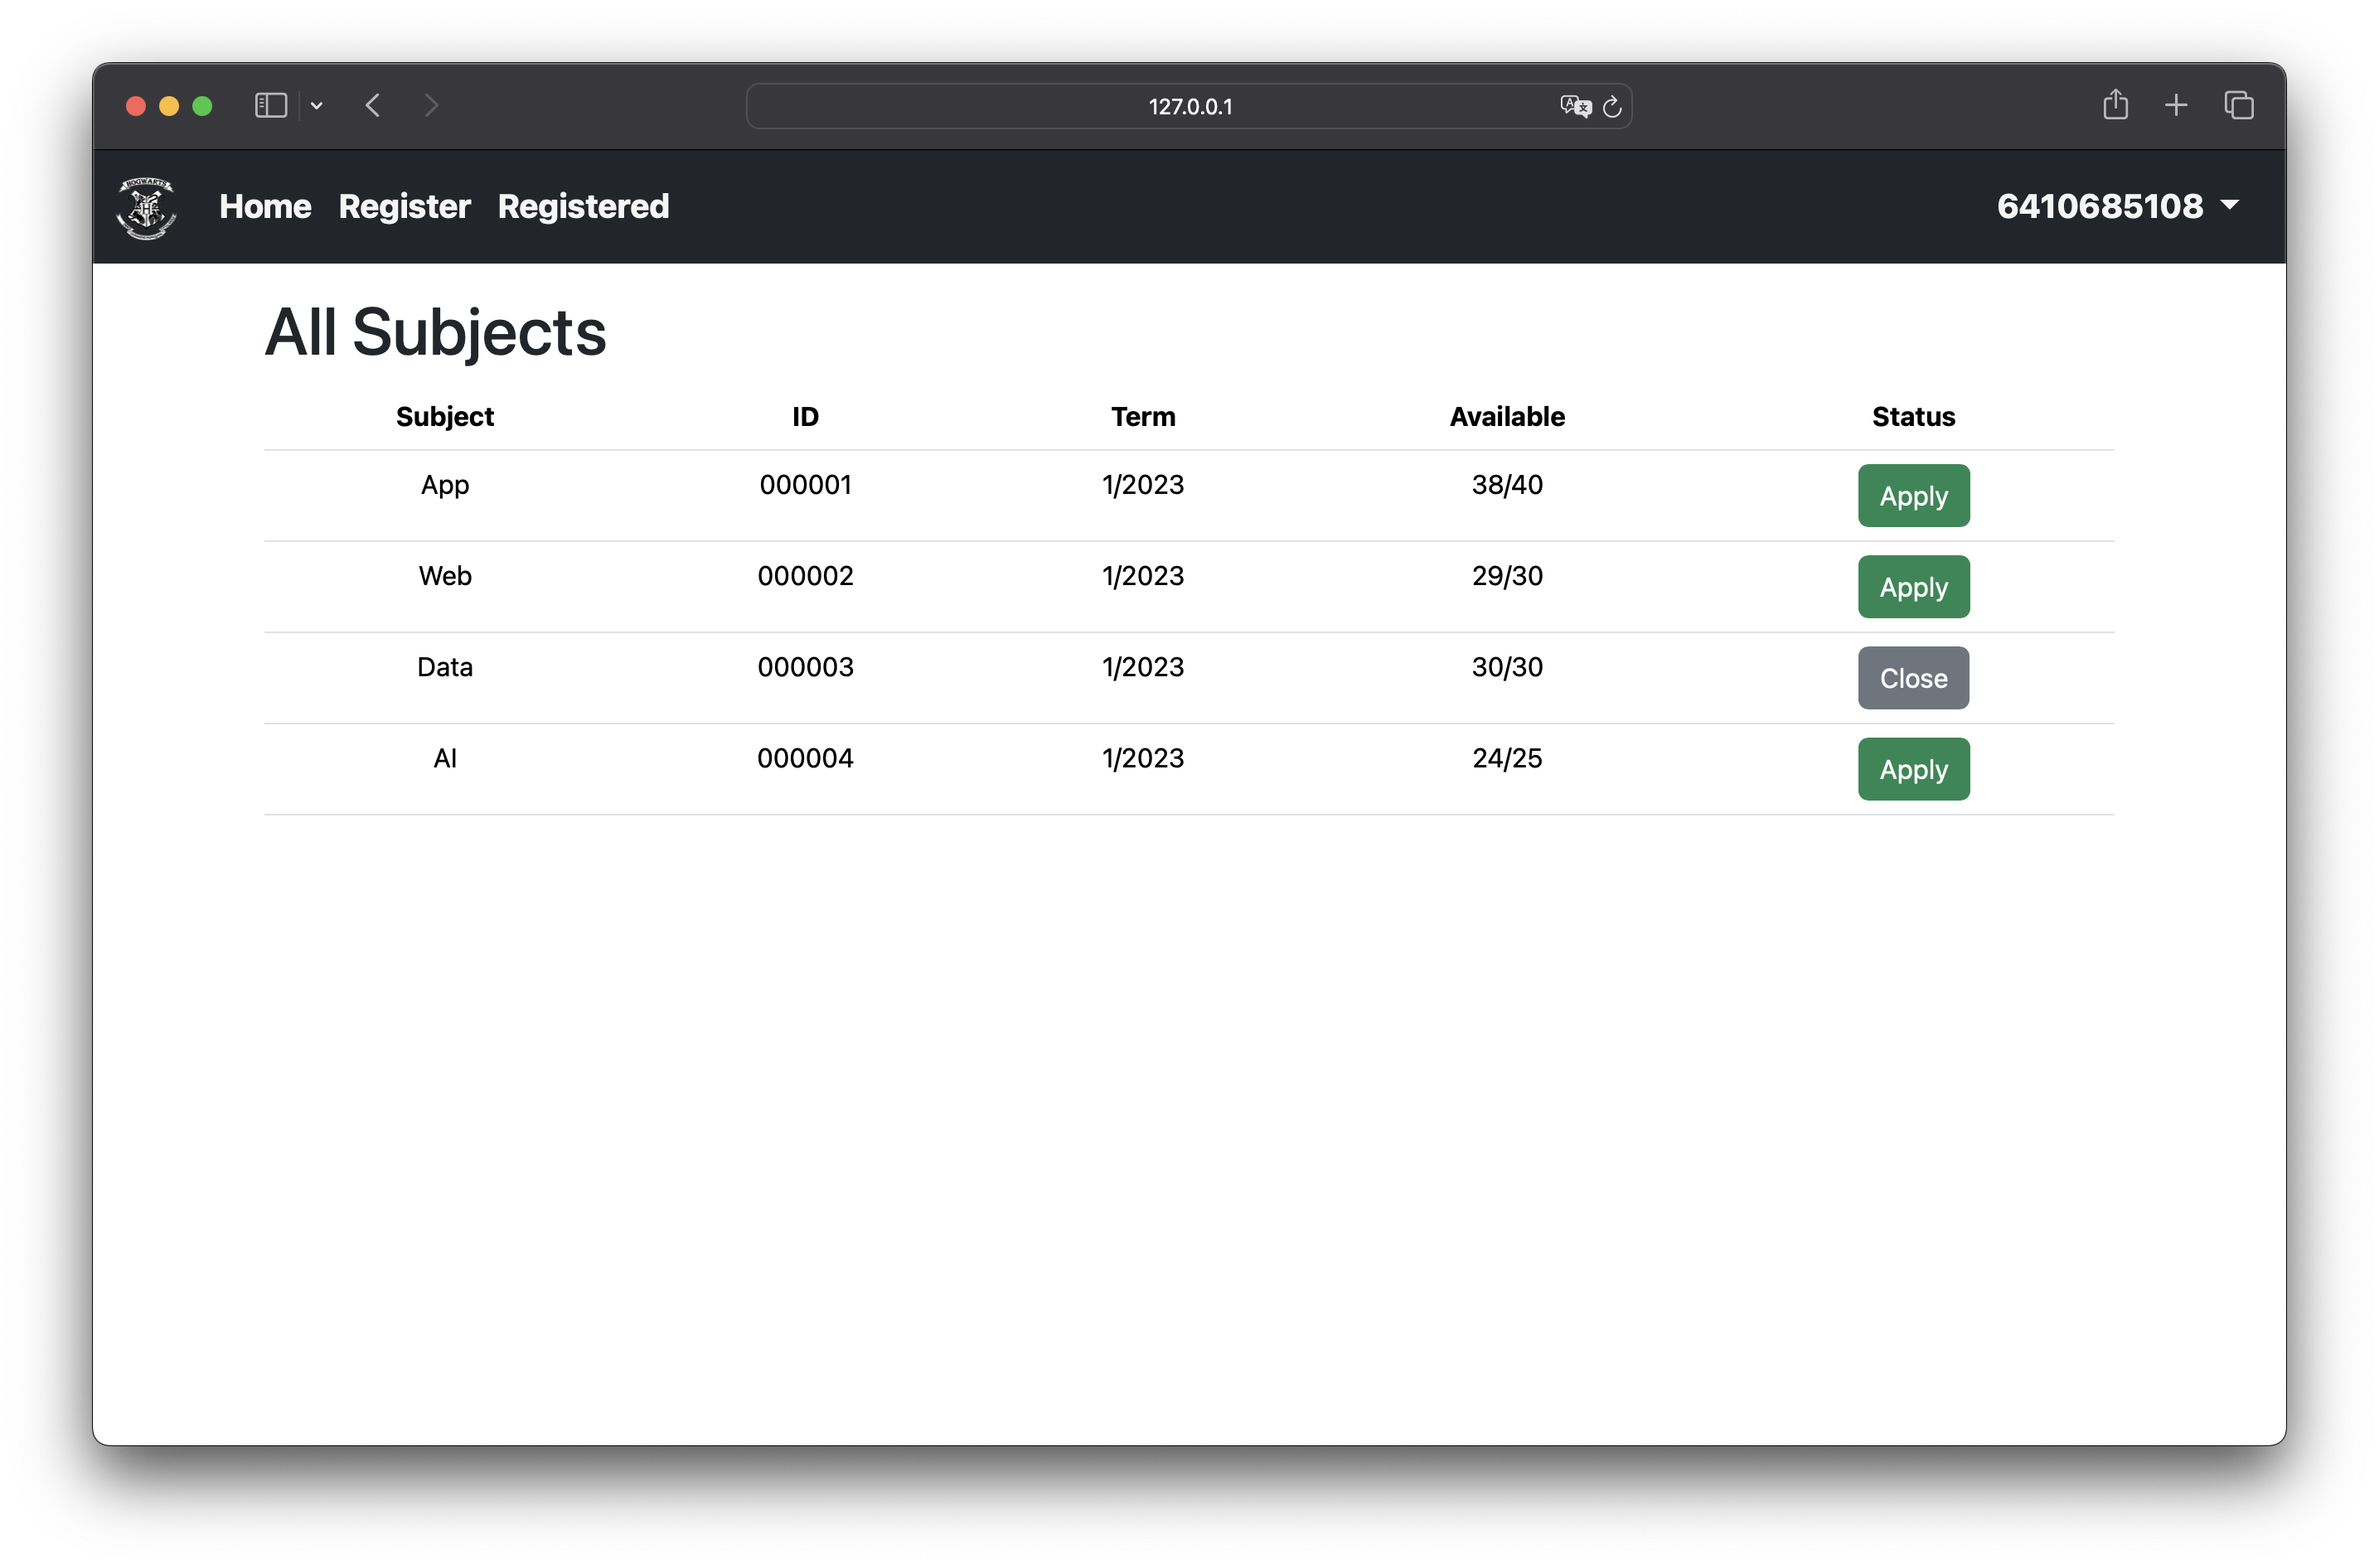 127.0.0.1
HOGWARTS
Home Register Registered 6410685108
All Subjects
Subject ID Term Available Status
App 000001 1/2023 38/40 Apply
Web 000002 1/2023 29/30 Apply
Data 000003 1/2023 30/30 Close
AI 000004 1/2023 24/25 Apply